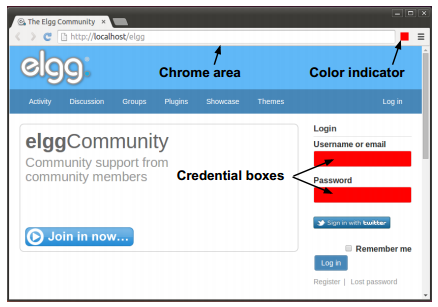 The Elgg Community
http://localhost/elgg
elgg
Chrome area
Color indicator
Activity Discussion Groups Plugins Showcase Themes Log in
elggCommunity
Community support from
community members
Join in now...
Login
Username or email
Credential boxes
Password
Sign in with twitter
Remember me
Log in
Register | Lost password